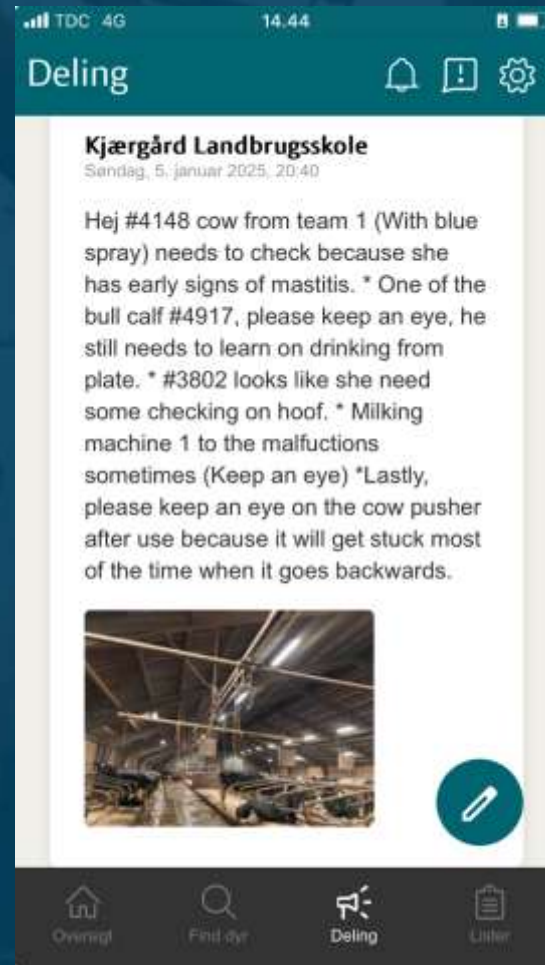 TDC 4G 14.44
Deling
Kjærgård Landbrugsskole
Søndag, 5. januar 2025, 20:40
Hej #4148 cow from team 1 (With blue
spray) needs to check because she
has early signs of mastitis. * One of the
bull calf #4917, please keep an eye, he
still needs to learn on drinking from
plate. * #3802 looks like she need
some checking on hoof. * Milking
machine 1 to the malfuctions
sometimes (Keep an eye) *Lastly,
please keep an eye on the cow pusher
after use because it will get stuck most
of the time when it goes backwards.
Oversigt Find dyr Deling Lister